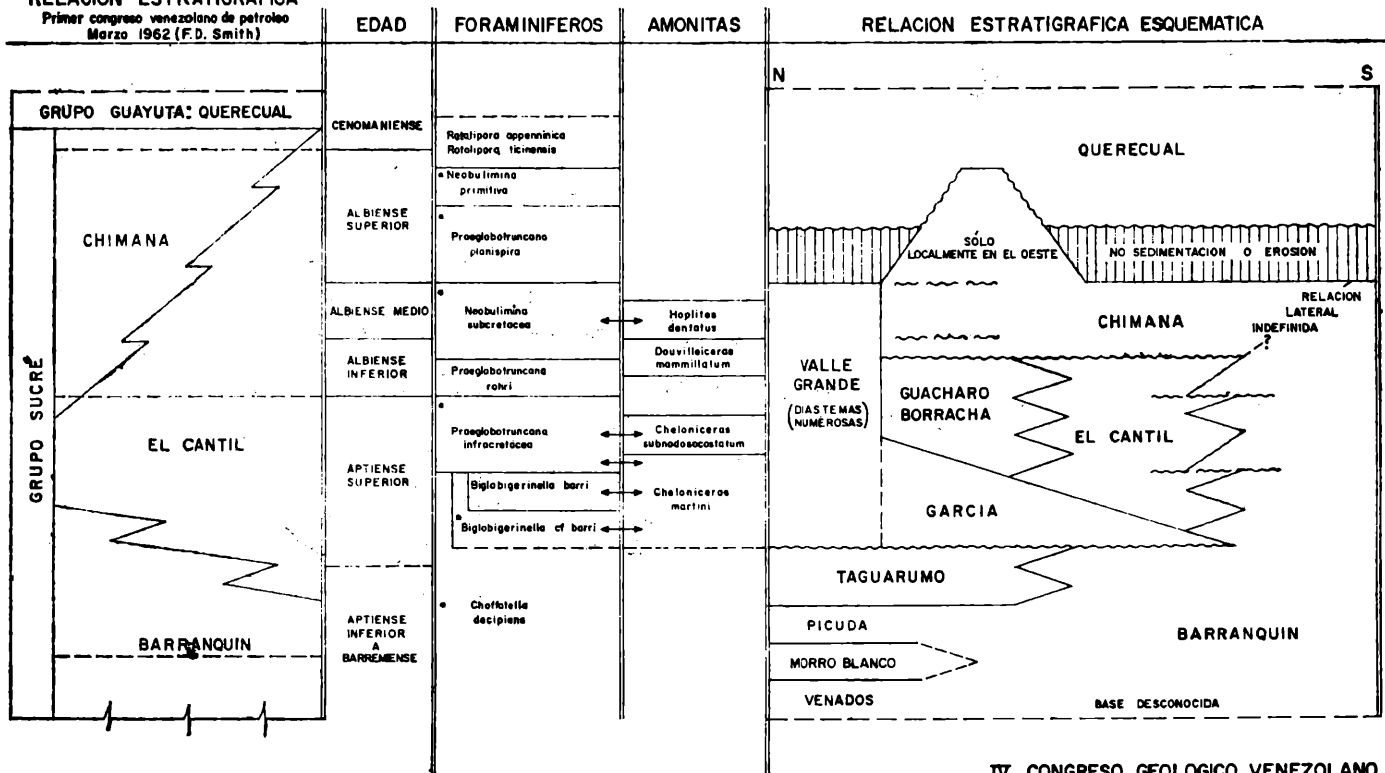 RELACION ESTRATIGRAFICA
Primer congreso venezolano de petroleo
Marzo 1962 (F.D. Smith)
EDAD
FORAMINIFEROS
AMONITAS
RELACION ESTRATIGRAFICA ESQUEMATICA
GRUPO GUAYUTA: QUERECUAL
GRUPO SUCRE
CHIMANA
EL CANTIL
BARRANQUIN
CENOMANIENSE
ALBIENSE
SUPERIOR
ALBIENSE MEDIO
ALBIENSE
INFERIOR
APTIENSE
SUPERIOR
APTIENSE
INFERIOR
A
BARREMIENSE
Rotalipora appenninica
Rotalipora ticinensis
Neobulimina
primitiva
Praeglobotruncana
planispira
Neobulimina
subcretacea
Praeglobotruncana
rohri
Praeglobotruncana
infracretacea
Biglobigerinella barri
Biglobigerinella cf barri
Choffatella
decipiens
Hoplites
dentatus
Douvilleiceras
mammillatum
Cheloniceras
subnodosocostatum
Cheloniceras
martini
N
S
QUERECUAL
SÓLO
LOCALMENTE EN EL OESTE
NO SEDIMENTACION O EROSION
RELACION
LATERAL
INDEFINIDA
?
CHIMANA
VALLE
GRANDE
(DIASTEMAS
NUMEROSAS)
GUACHARO
BORRACHA
EL CANTIL
GARCIA
TAGUARUMO
PICUDA
MORRO BLANCO
VENADOS
BARRANQUIN
BASE DESCONOCIDA
IV CONGRESO GEOLOGICO VENEZOLANO